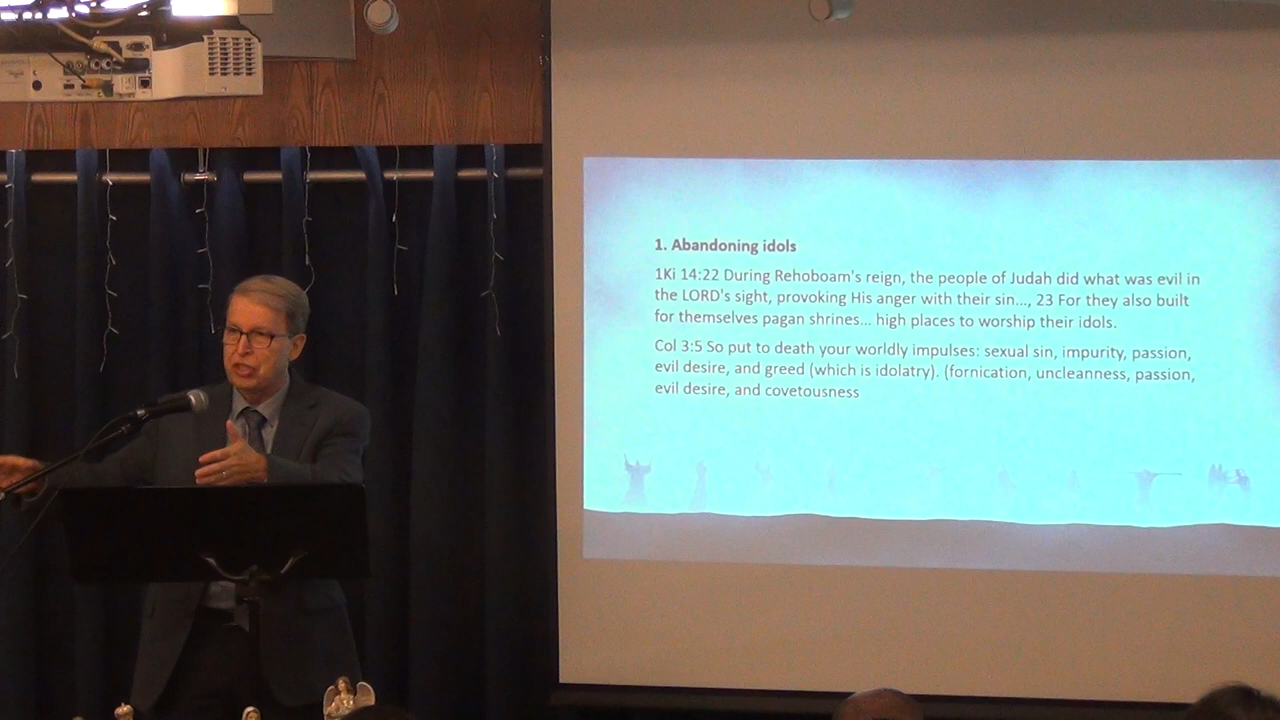 1. Abandoning idols
1Ki 14:22 During Rehoboam's reign, the people of Judah did what was evil in
the LORD's sight, provoking His anger with their sin..., 23 For they also built
for themselves pagan shrines... high places to worship their idols.
Col 3:5 So put to death your worldly impulses: sexual sin, impurity, passion,
evil desire, and greed (which is idolatry). (fornication, uncleanness, passion,
evil desire, and covetousness